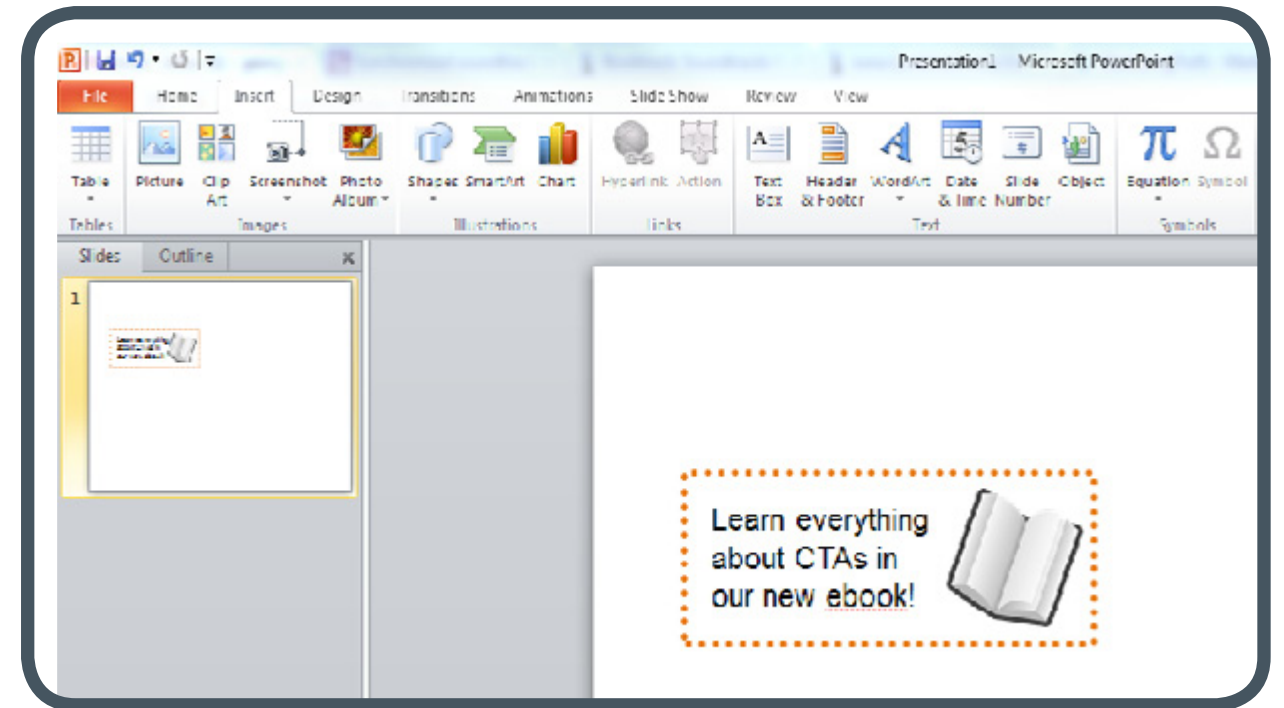 Presentation1 Microsoft PowerPoint
File Home Insert Design Transitions Animations Slide Show Review View
Table Picture Clip Art Screenshot Photo Album Shapes SmartArt Chart Hyperlink Action Text Box Header & Footer WordArt Date & Time Slide Number Object Equation Symbol
Tables Images Illustrations Links Text Symbols
Slides Outline
1
Learn everything
about CTAs in
our new ebook!